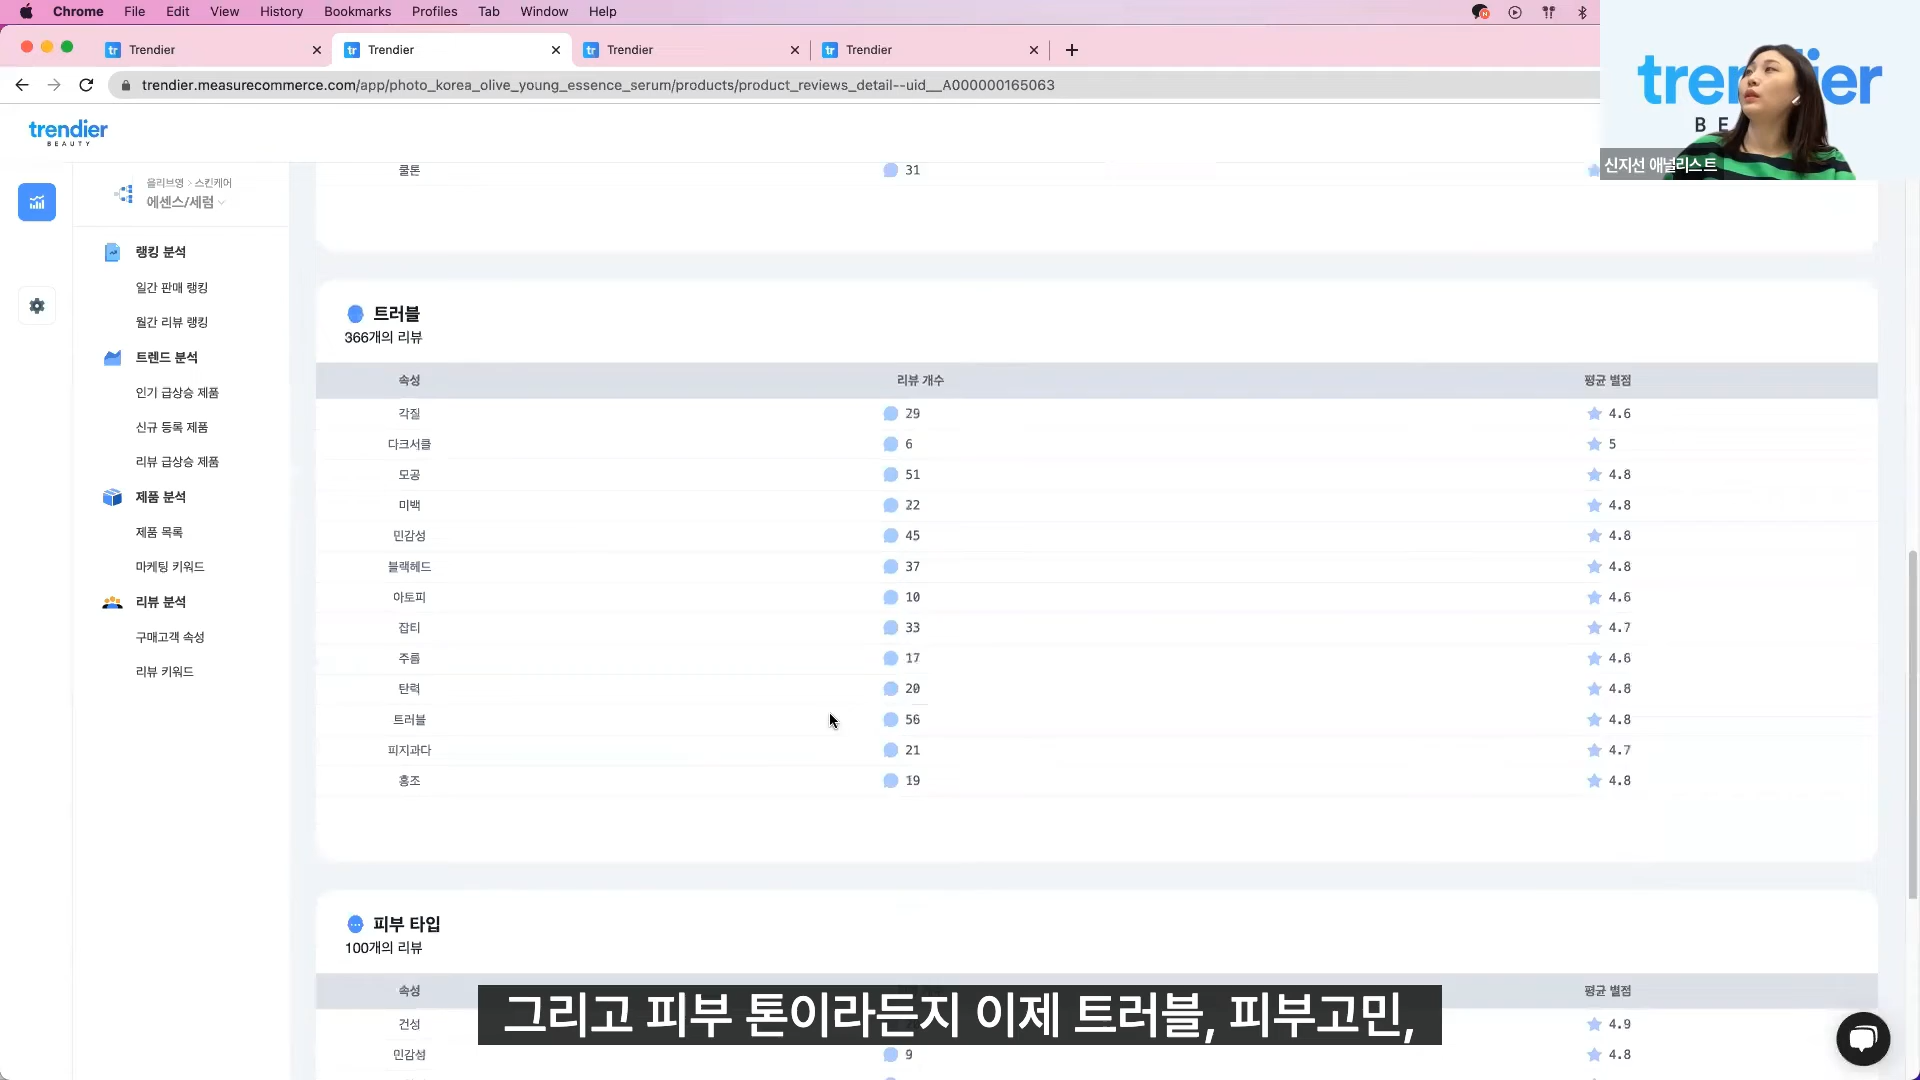 Chrome File Edit View History Bookmarks Profiles Tab Window Help
tr Trendier
tr Trendier
tr Trendier
tr Trendier
trendier.measurecommerce.com/app/photo_korea_olive_young_essence_serum/products/product_reviews_detail--uid__A000000165063
신지선 애널리스트
trendier
BEAUTY
올리브영 > 스킨케어
에센스/세럼
랭킹 분석
일간 판매 랭킹
월간 리뷰 랭킹
트렌드 분석
인기 급상승 제품
신규 등록 제품
리뷰 급상승 제품
제품 분석
제품 목록
마케팅 키워드
리뷰 분석
구매고객 속성
리뷰 키워드
쿨톤 31
트러블
366개의 리뷰
속성 리뷰 개수 평균 별점
각질 29 4.6
다크서클 6 5
모공 51 4.8
미백 22 4.8
민감성 45 4.8
블랙헤드 37 4.8
아토피 10 4.6
잡티 33 4.7
주름 17 4.6
탄력 20 4.8
트러블 56 4.8
피지과다 21 4.7
홍조 19 4.8
피부 타입
100개의 리뷰
속성 평균 별점
건성 4.9
민감성 9 4.8
그리고 피부 톤이라든지 이제 트러블, 피부고민,